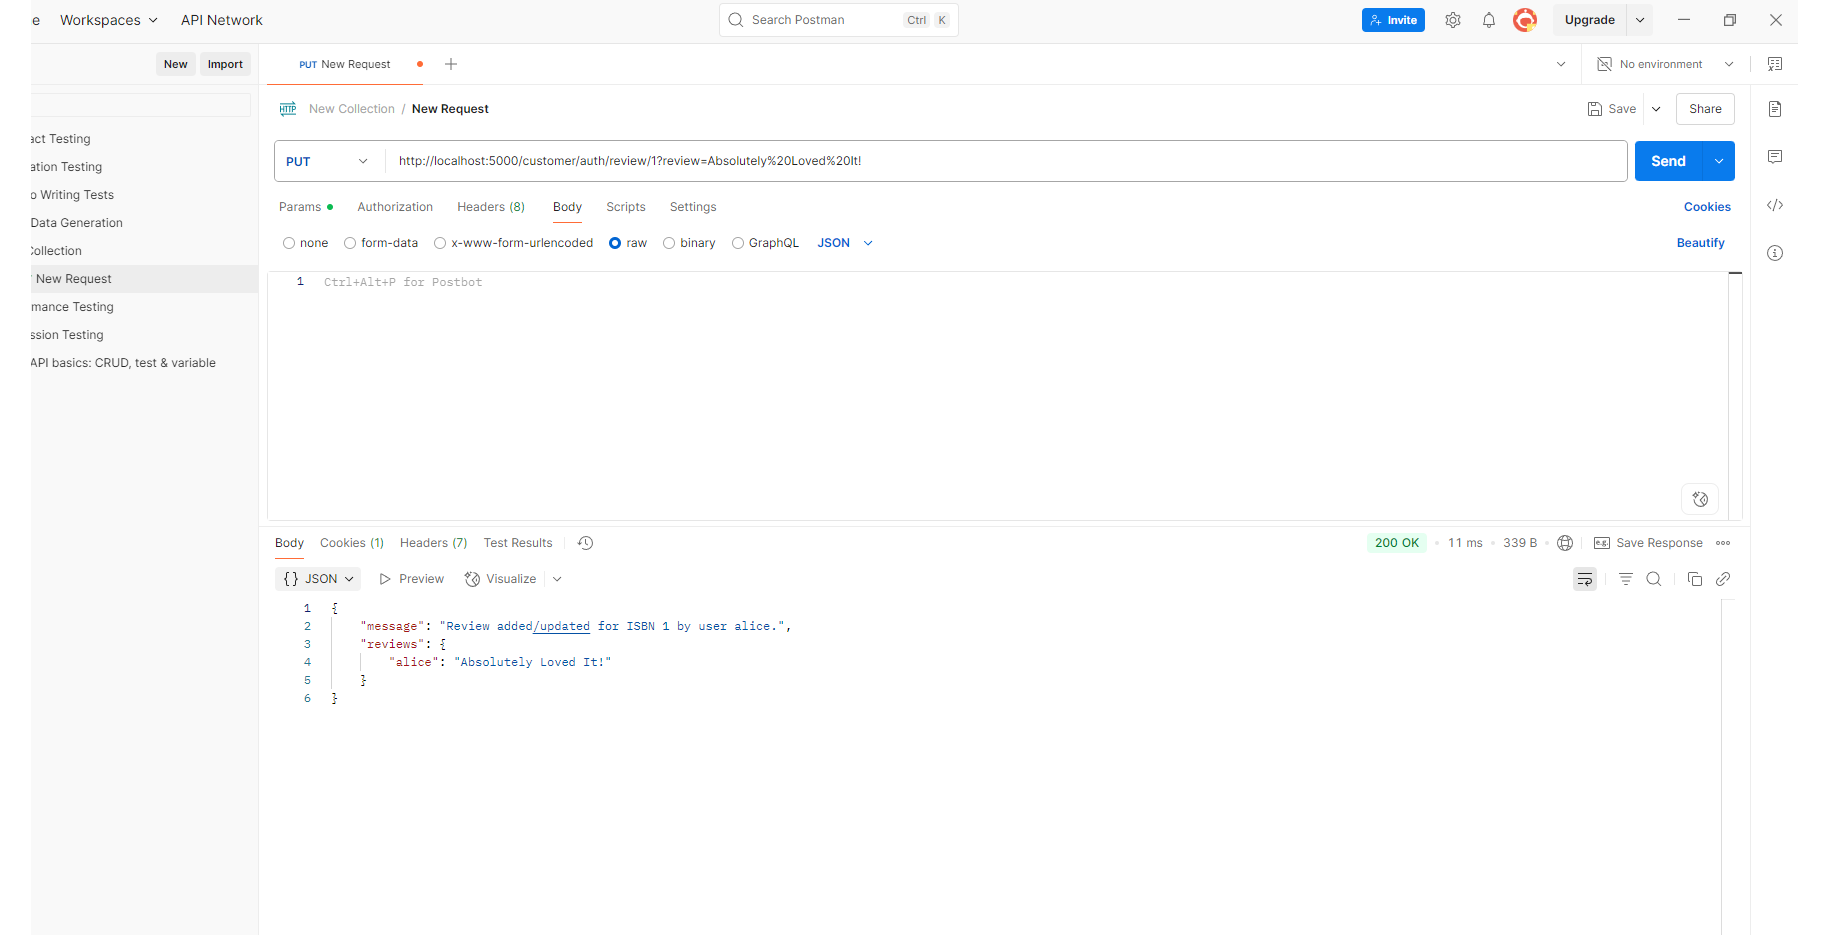 Workspaces API Network Search Postman Ctrl K Invite Upgrade
New Import PUT New Request No environment
HTTP New Collection / New Request Save Share
act Testing
PUT http://localhost:5000/customer/auth/review/1?review=Absolutely%20Loved%20It! Send
ation Testing
o Writing Tests
Params Authorization Headers (8) Body Scripts Settings Cookies
Data Generation
none form-data x-www-form-urlencoded raw binary GraphQL JSON Beautify
Collection
New Request
1 Ctrl+Alt+P for Postbot
mance Testing
ssion Testing
API basics: CRUD, test & variable
Body Cookies (1) Headers (7) Test Results 200 OK • 11 ms • 339 B • e.g. Save Response
{} JSON Preview Visualize
1 {
2 "message": "Review added/updated for ISBN 1 by user alice.",
3 "reviews": {
4 "alice": "Absolutely Loved It!"
5 }
6 }